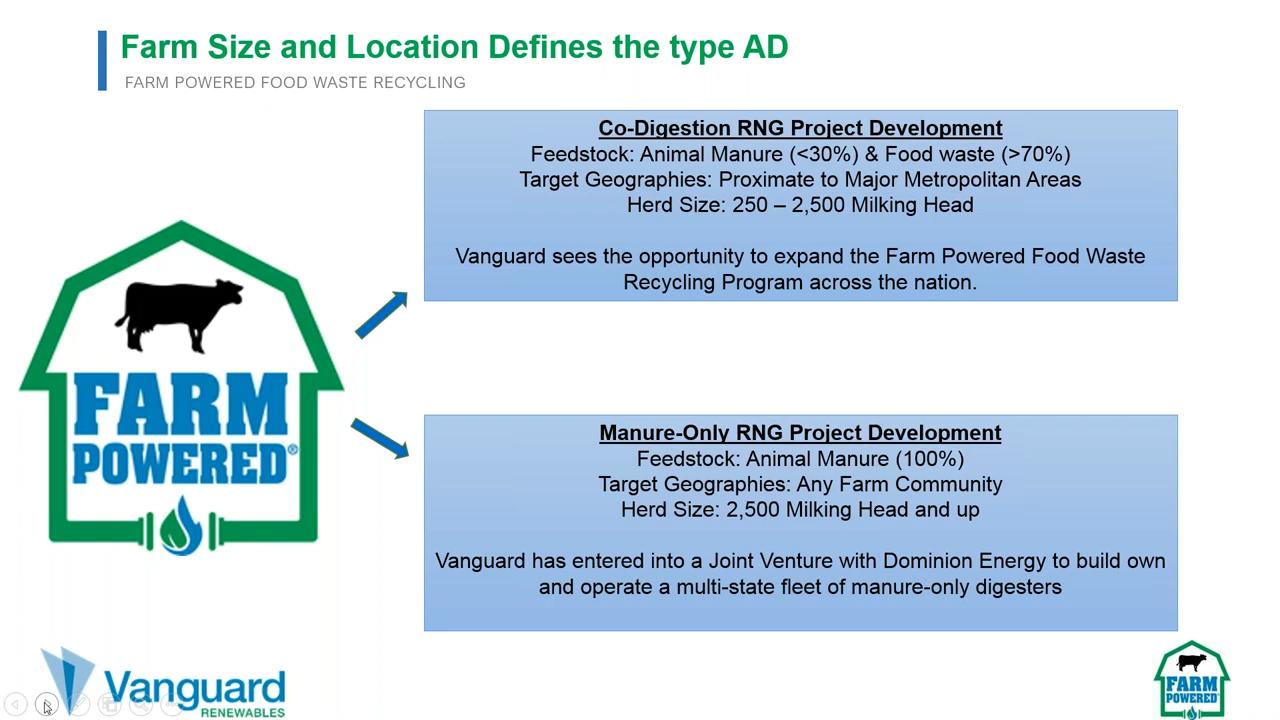 Farm Size and Location Defines the type AD
FARM POWERED FOOD WASTE RECYCLING
Co-Digestion RNG Project Development
Feedstock: Animal Manure (<30%) & Food waste (>70%)
Target Geographies: Proximate to Major Metropolitan Areas
Herd Size: 250 – 2,500 Milking Head
Vanguard sees the opportunity to expand the Farm Powered Food Waste
Recycling Program across the nation.
FARM
POWERED®
Manure-Only RNG Project Development
Feedstock: Animal Manure (100%)
Target Geographies: Any Farm Community
Herd Size: 2,500 Milking Head and up
Vanguard has entered into a Joint Venture with Dominion Energy to build own
and operate a multi-state fleet of manure-only digesters
Vanguard
RENEWABLES
FARM
POWERED